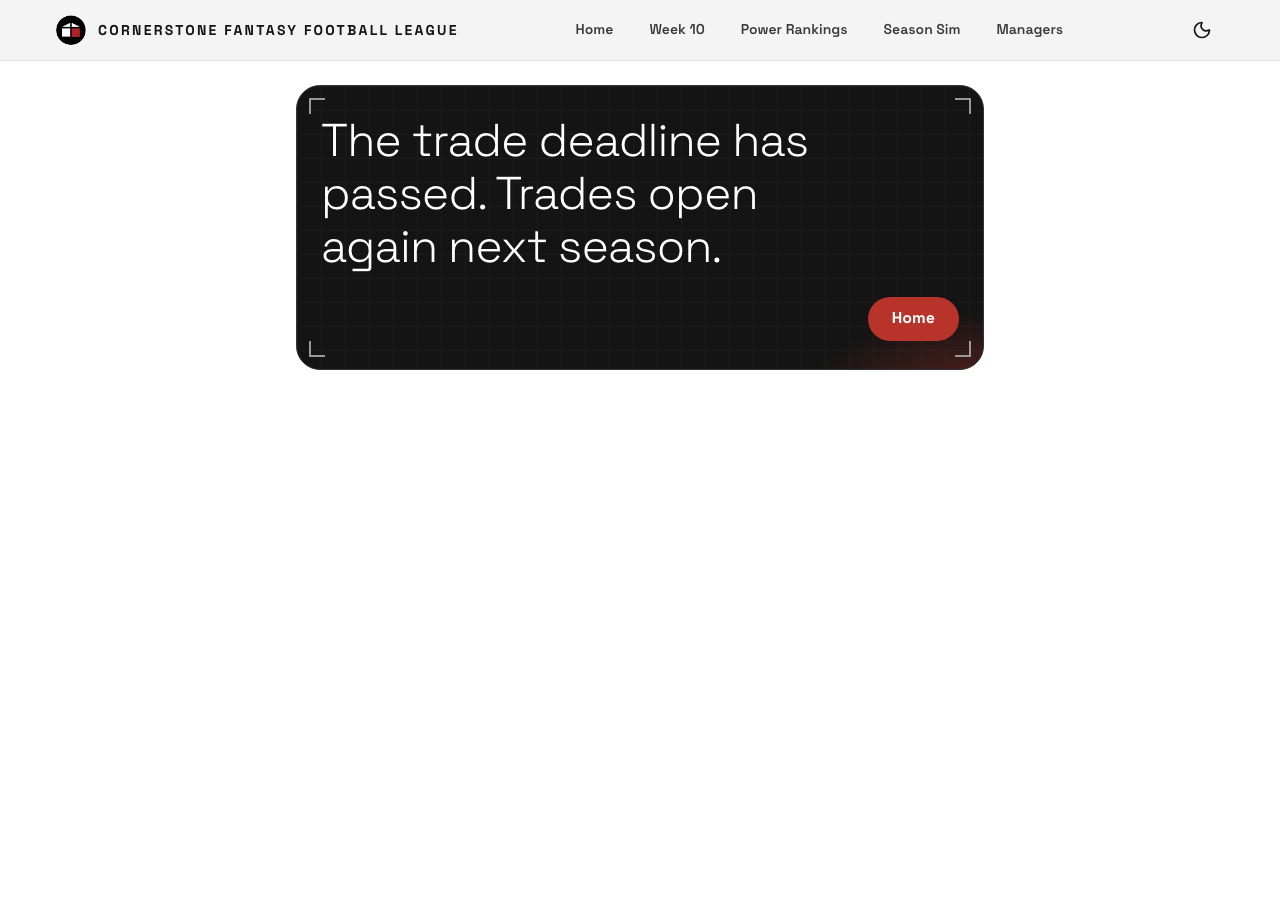 CORNERSTONE FANTASY FOOTBALL LEAGUE
Home
Week 10
Power Rankings
Season Sim
Managers
The trade deadline has
passed. Trades open
again next season.
Home